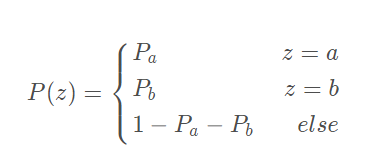 P_a z = a
P(z) = { P_b z = b
1 − P_a − P_b else